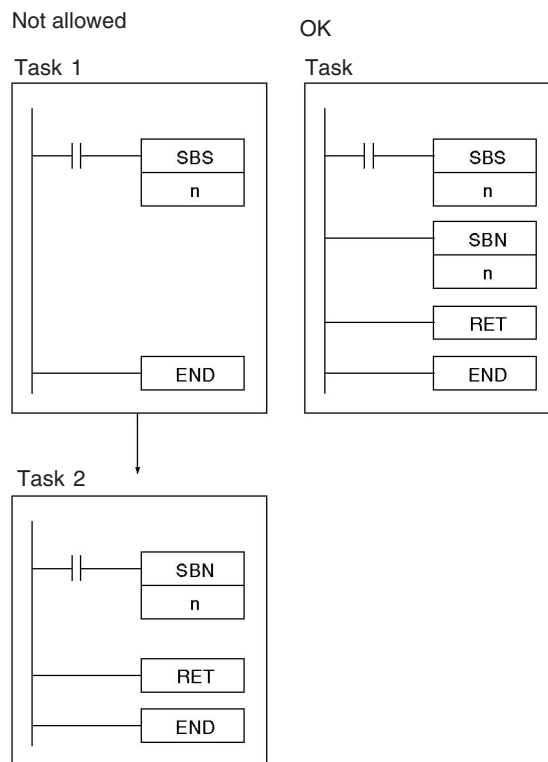 Not allowed
Task 1
SBS
n
END
Task 2
SBN
n
RET
END
OK
Task
SBS
n
SBN
n
RET
END